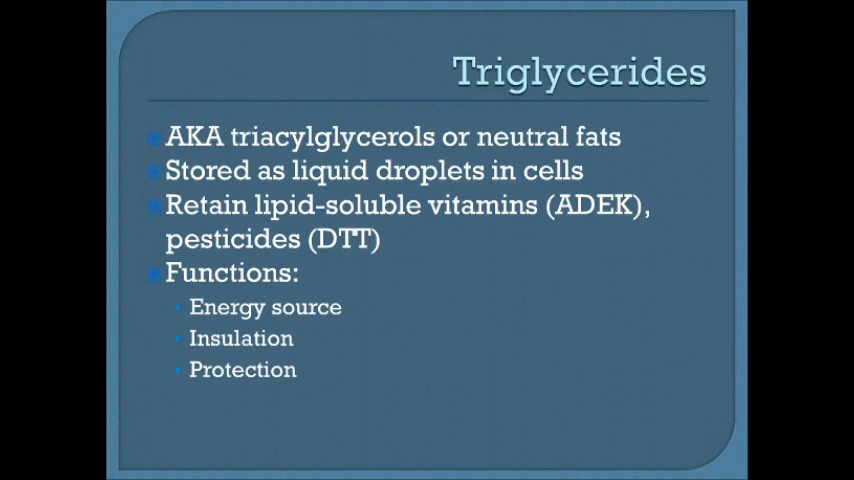 Triglycerides
AKA triacylglycerols or neutral fats
Stored as liquid droplets in cells
Retain lipid-soluble vitamins (ADEK),
pesticides (DTT)
Functions:
Energy source
Insulation
Protection